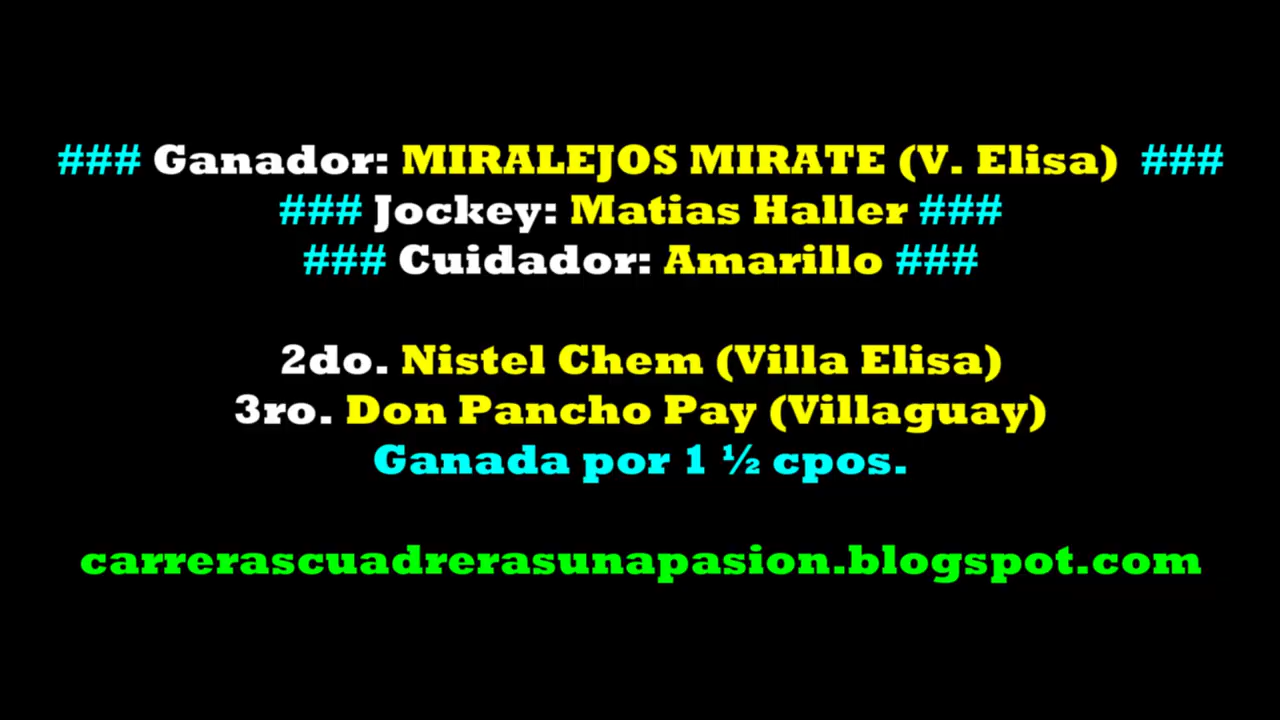 ### Ganador: MIRALEJOS MIRATE (V. Elisa) ###
### Jockey: Matias Haller ###
### Cuidador: Amarillo ###
2do. Nistel Chem (Villa Elisa)
3ro. Don Pancho Pay (Villaguay)
Ganada por 1 ½ cpos.
carrerascuadrerasunapasion.blogspot.com